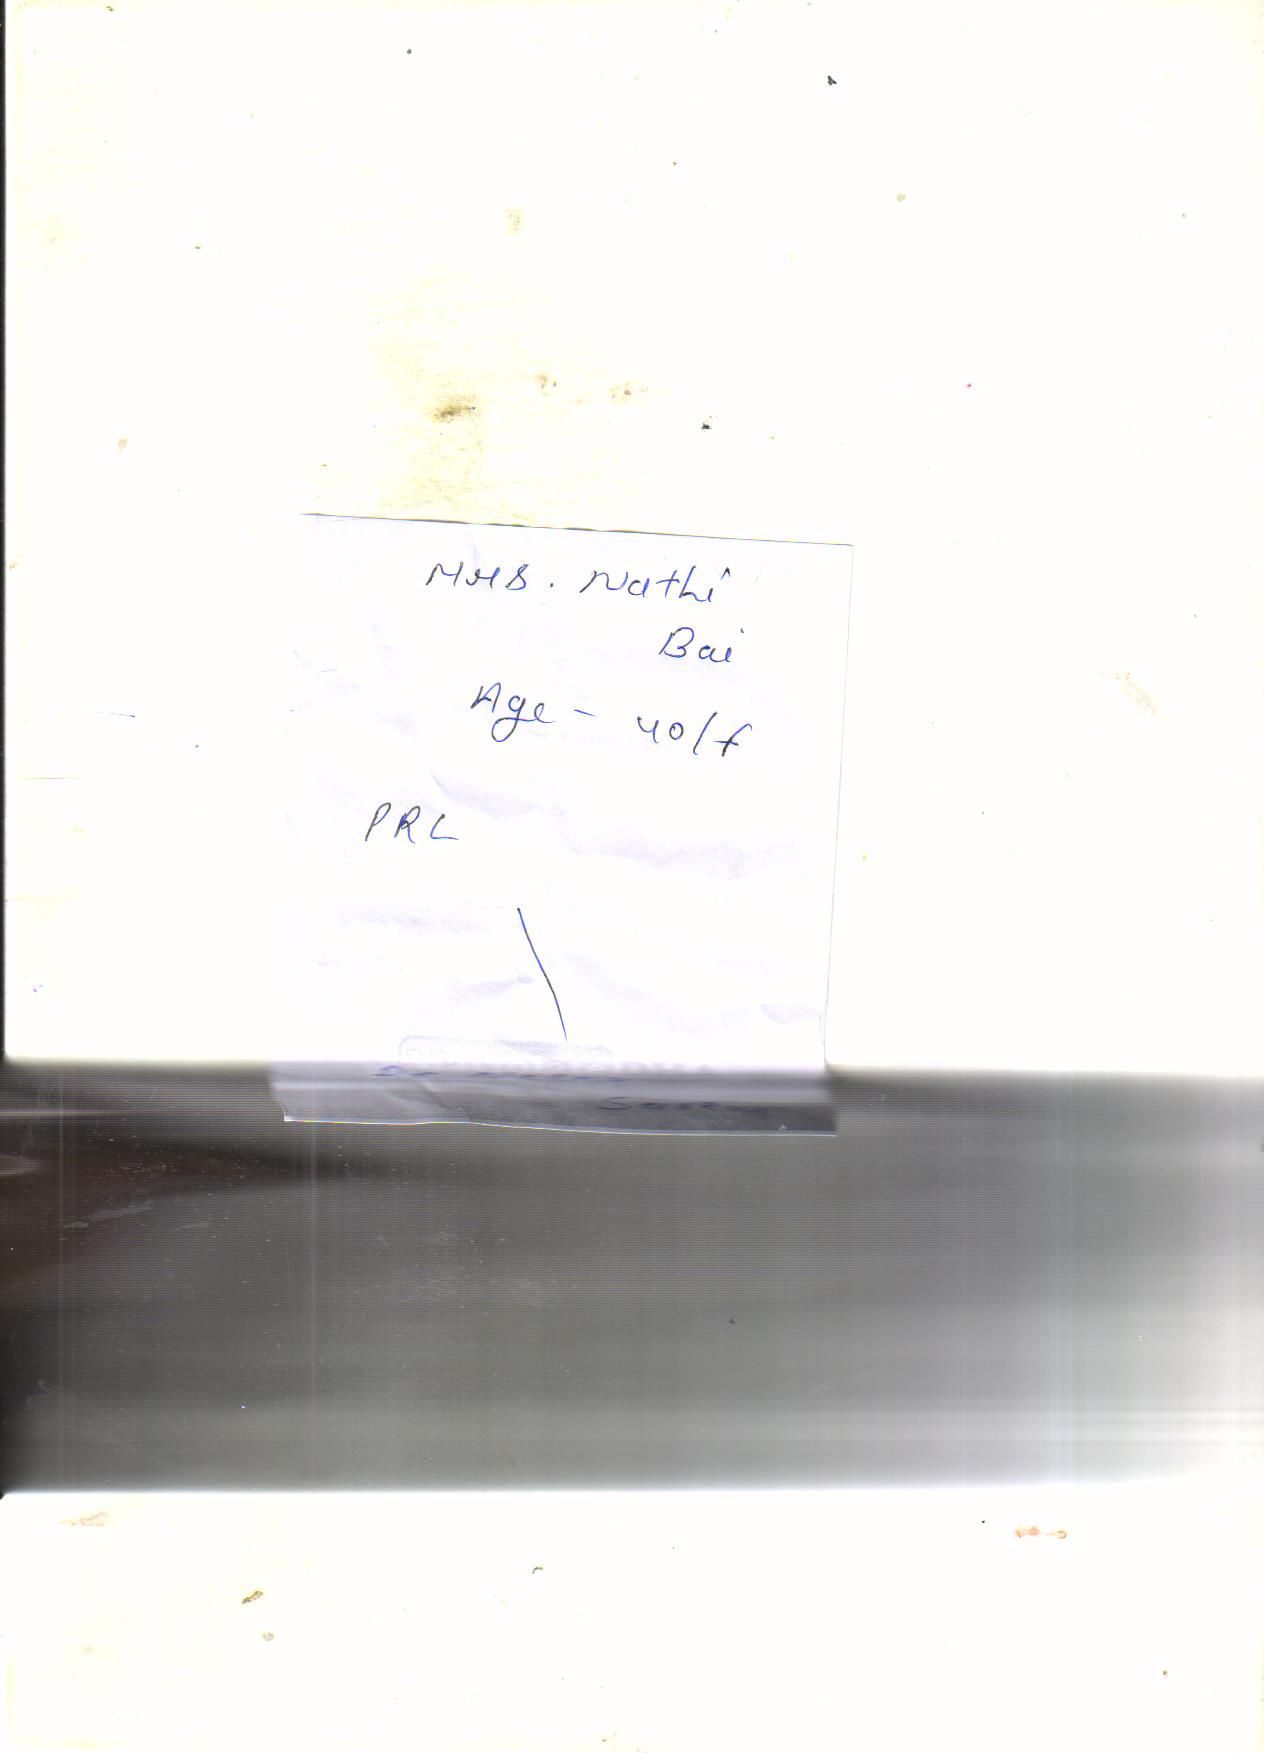 Mrs. Nathi
Bai
Age - 40/f
PRL